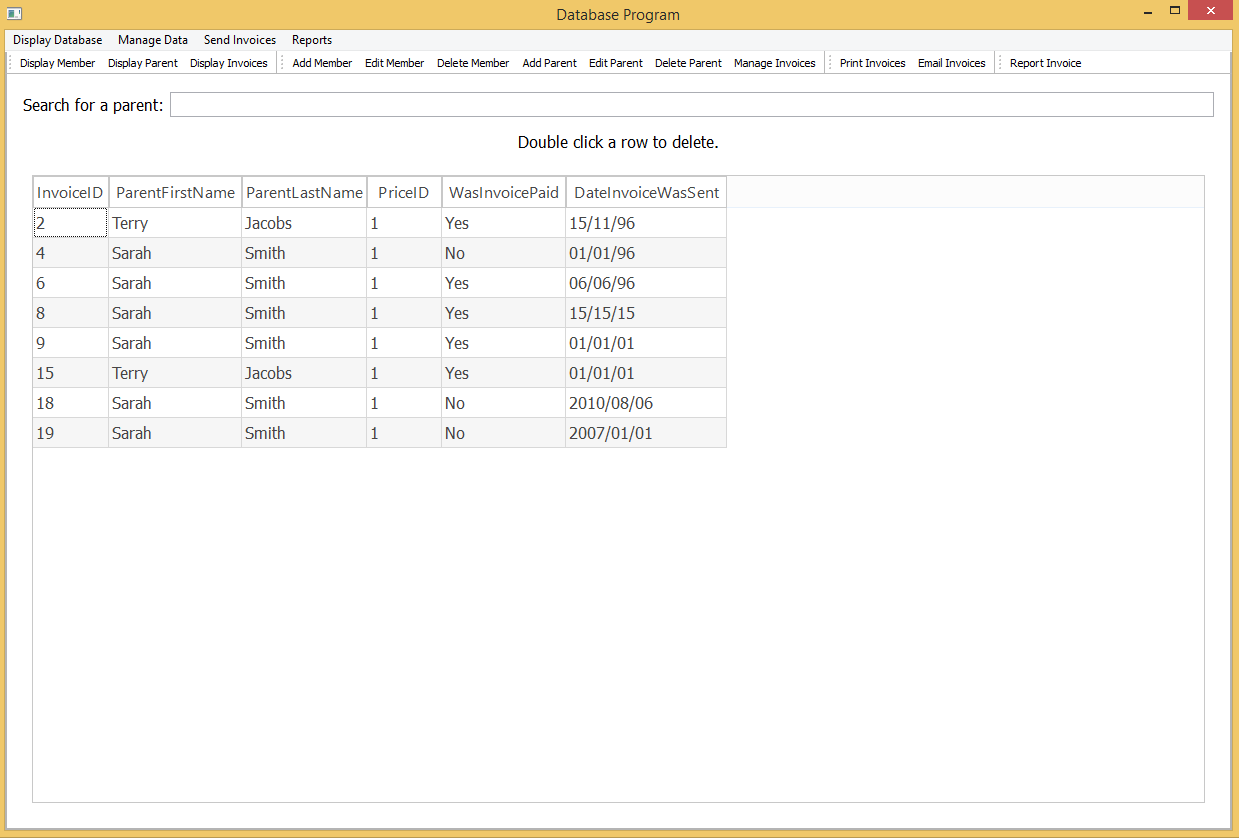 Database Program
Display Database Manage Data Send Invoices Reports
Display Member Display Parent Display Invoices Add Member Edit Member Delete Member Add Parent Edit Parent Delete Parent Manage Invoices Print Invoices Email Invoices Report Invoice
Search for a parent:
Double click a row to delete.
InvoiceID ParentFirstName ParentLastName PriceID WasInvoicePaid DateInvoiceWasSent
2 Terry Jacobs 1 Yes 15/11/96
4 Sarah Smith 1 No 01/01/96
6 Sarah Smith 1 Yes 06/06/96
8 Sarah Smith 1 Yes 15/15/15
9 Sarah Smith 1 Yes 01/01/01
15 Terry Jacobs 1 Yes 01/01/01
18 Sarah Smith 1 No 2010/08/06
19 Sarah Smith 1 No 2007/01/01